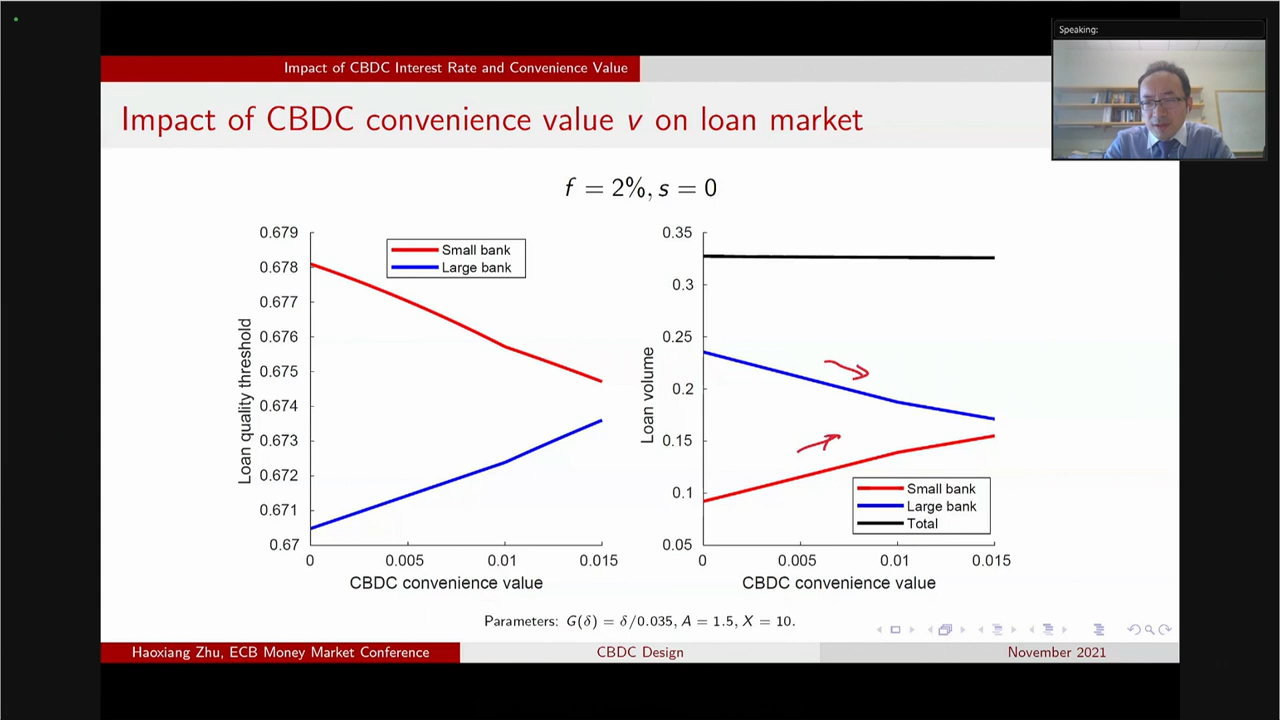 Speaking:
Impact of CBDC Interest Rate and Convenience Value
Impact of CBDC convenience value v on loan market
f = 2%, s = 0
0.679
0.678
0.677
0.676
0.675
0.674
0.673
0.672
0.671
0.67
Loan quality threshold
Small bank
Large bank
0
0.005
0.01
0.015
CBDC convenience value
0.35
0.3
0.25
0.2
0.15
0.1
0.05
Loan volume
Small bank
Large bank
Total
0
0.005
0.01
0.015
CBDC convenience value
Parameters: G(δ) = δ/0.035, A = 1.5, X = 10.
Haoxiang Zhu, ECB Money Market Conference
CBDC Design
November 2021